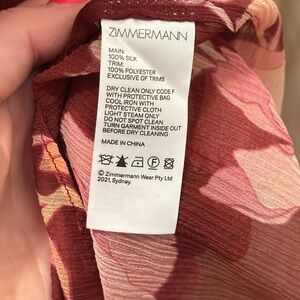 ZIMMERMANN
MAIN:
100% SILK
TRIM:
100% POLYESTER
EXCLUSIVE OF TRIMS
DRY CLEAN ONLY CODE F
WITH PROTECTIVE BAG
COOL IRON WITH
PROTECTIVE CLOTH
LIGHT STEAM ONLY
DO NOT SPOT CLEAN
TURN GARMENT INSIDE OUT
BEFORE DRY CLEANING
MADE IN CHINA
F
© Zimmermann Wear Pty Ltd
2021, Sydney.